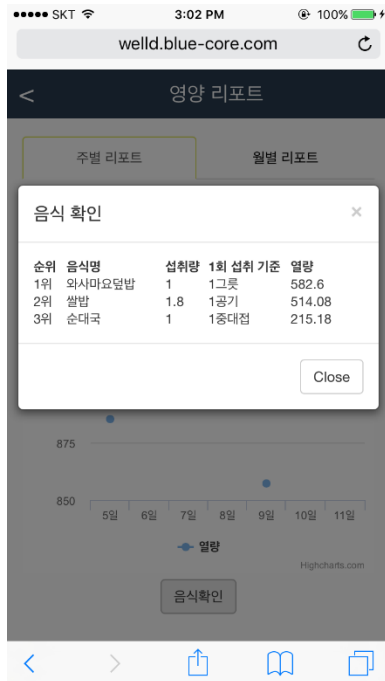 SKT 3:02 PM 100%
welld.blue-core.com
< 영양 리포트
주별 리포트 월별 리포트
음식 확인 ×
순위 음식명 섭취량 1회 섭취 기준 열량
1위 와사마요덮밥 1 1그릇 582.6
2위 쌀밥 1.8 1공기 514.08
3위 순대국 1 1중대접 215.18
Close
875
850
5일 6일 7일 8일 9일 10일 11일
열량
Highcharts.com
음식확인